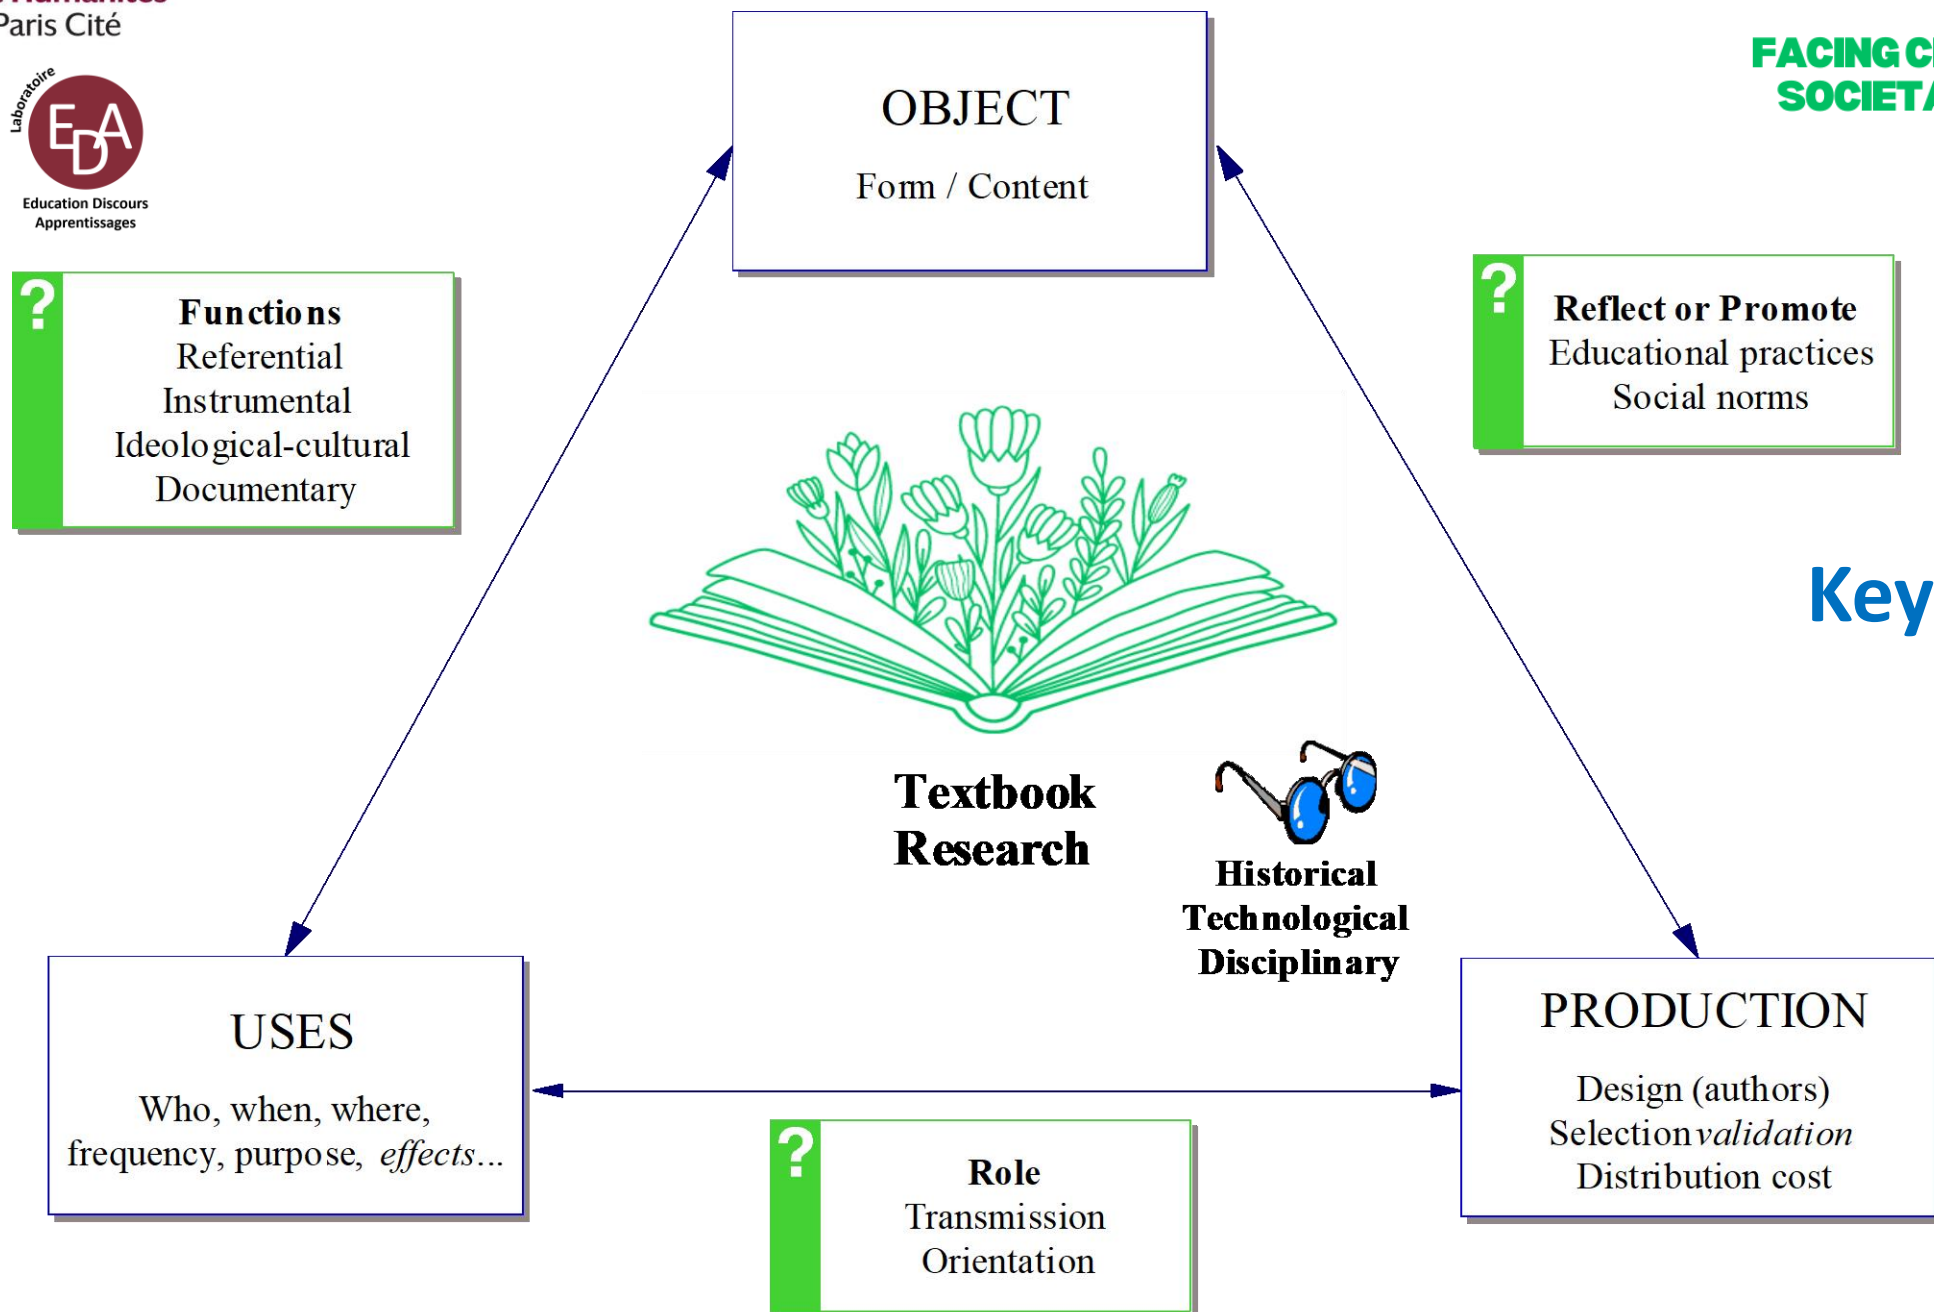 Paris Cité
Laboratoire
EDA
Education Discours
Apprentissages
OBJECT
Form / Content
FACING
SOCIETA
?
Functions
Referential
Instrumental
Ideological-cultural
Documentary
?
Reflect or Promote
Educational practices
Social norms
Key
Textbook
Research
Historical
Technological
Disciplinary
USES
Who, when, where,
frequency, purpose, effects...
?
Role
Transmission
Orientation
PRODUCTION
Design (authors)
Selection validation
Distribution cost